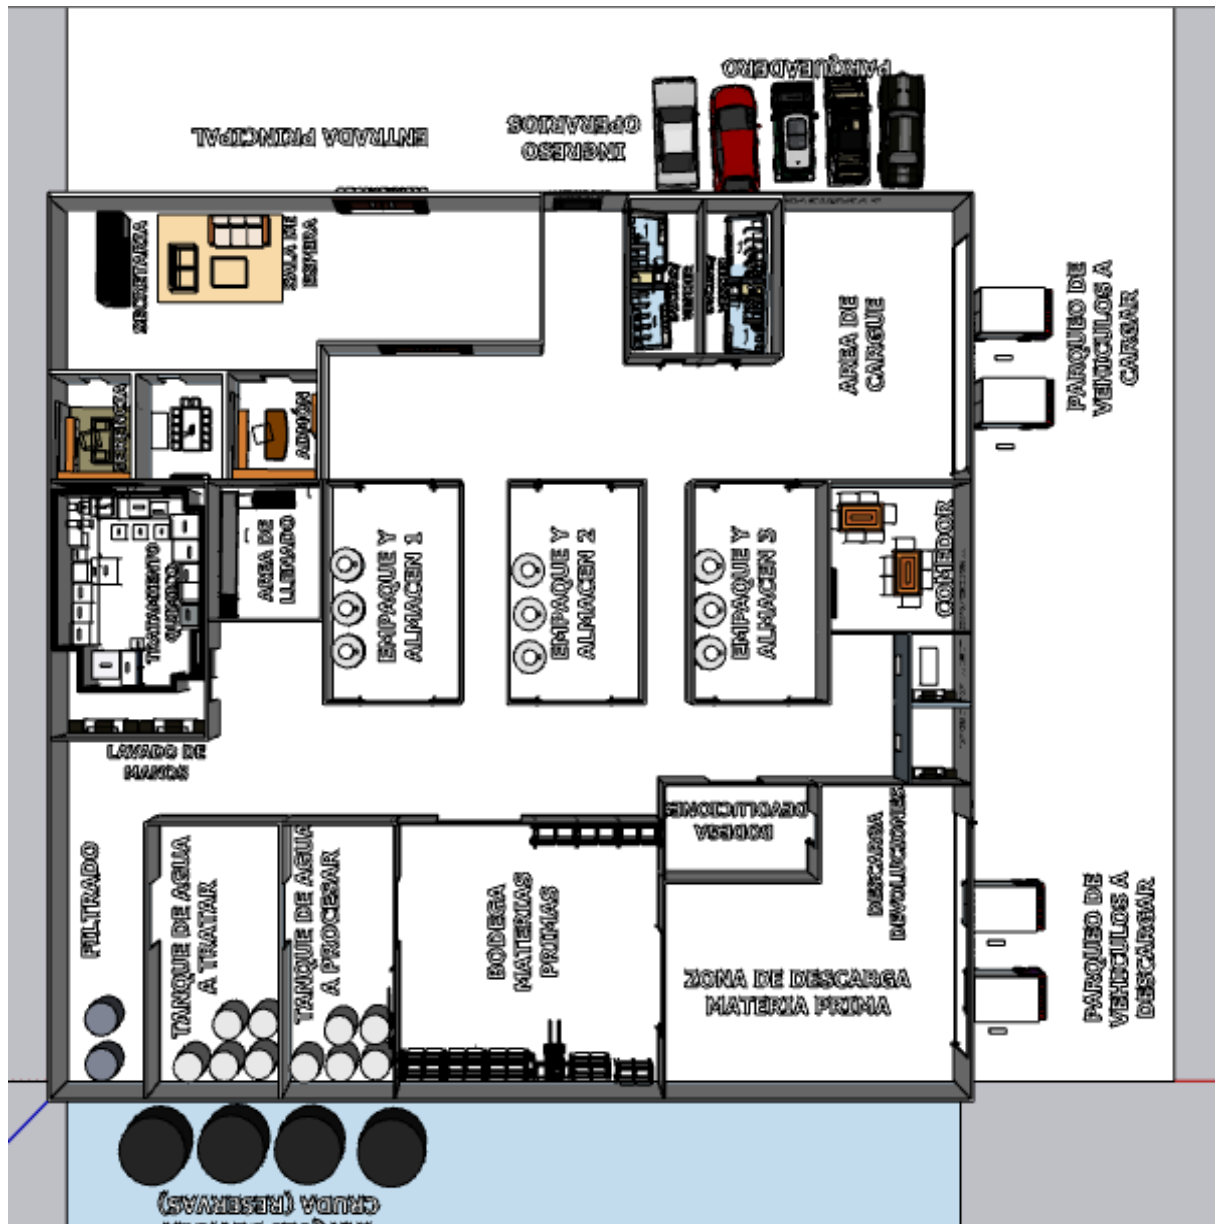 PARQUEADERO
INGRESO
OPERARIOS
ENTRADA PRINCIPAL
SECRETARIA
SALA DE
ESPERA
AREA DE
CARGUE
PARQUEO DE
VEHICULOS A
CARGAR
GERENCIA
ADMÓN
TRATAMIENTO
QUIMICO
AREA DE
LLENADO
EMPAQUE Y
ALMACEN 1
EMPAQUE Y
ALMACEN 2
EMPAQUE Y
ALMACEN 3
COMEDOR
LAVADO DE
MANOS
BODEGA
DEVOLUCIONES
DESCARGA
DEVOLUCIONES
FILTRADO
TANQUE DE AGUA
A TRATAR
TANQUE DE AGUA
A PROCESAR
BODEGA
MATERIAS
PRIMAS
ZONA DE DESCARGA
MATERIA PRIMA
PARQUEO DE
VEHICULOS A
DESCARGAR
CRUDA (RESERVAS)